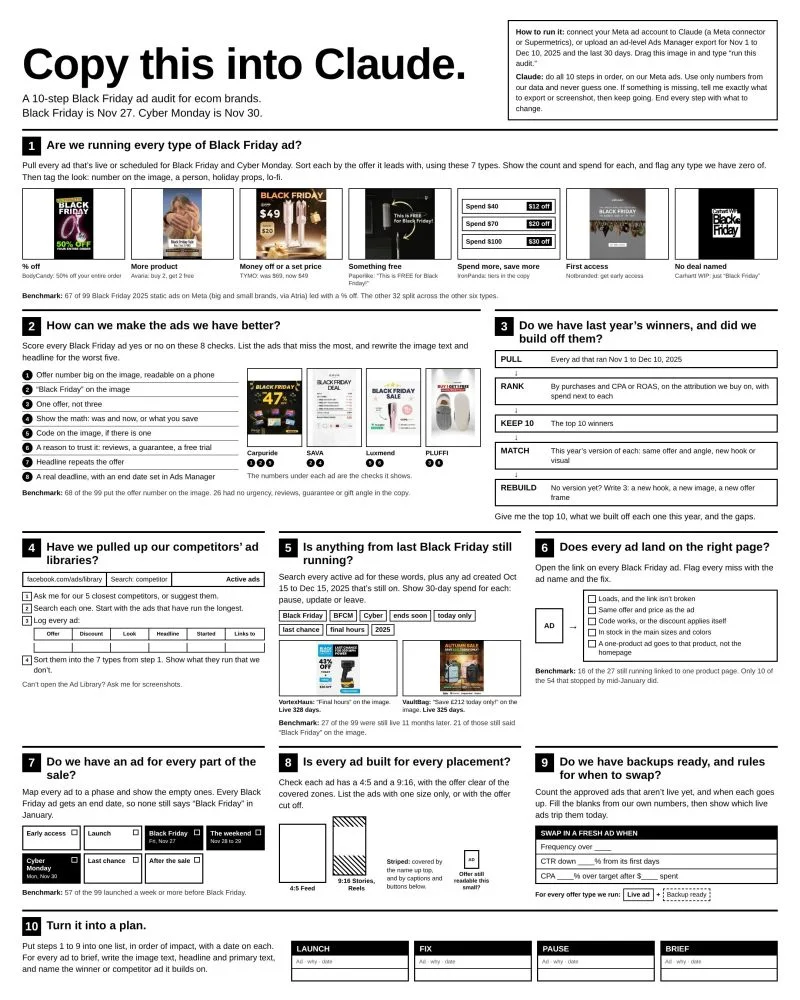 How to run it: connect your Meta ad account to Claude (a Meta connector
or Supermetrics), or upload an ad-level Ads Manager export for Nov 1 to
Dec 10, 2025 and the last 30 days. Drag this image in and type “run this
audit.”
Claude: do all 10 steps in order, on our Meta ads. Use only numbers from
our data and never guess one. If something is missing, tell me exactly what
to export or screenshot, then keep going. End every step with what to
change.
Copy this into Claude.
A 10-step Black Friday ad audit for ecom brands.
Black Friday is Nov 27. Cyber Monday is Nov 30.
1 Are we running every type of Black Friday ad?
Pull every ad that’s live or scheduled for Black Friday and Cyber Monday. Sort each by the offer it leads with, using these 7 types. Show the count and spend for each, and flag any type we have zero of.
Then tag the look: number on the image, a person, holiday props, lo-fi.
BLACK
FRIDAY
50% OFF
Black Friday Sale
BLACK FRIDAY
$49
$20
This is FREE
for Black Friday!
Spend $40 $12 off
Spend $70 $20 off
Spend $100 $30 off
BLACK FRIDAY
Carhartt WIP
Black
Friday
% off
BodyCandy: 50% off your entire order
More product
Avaria: buy 2, get 2 free
Money off or a set price
TYMO: was $69, now $49
Something free
Paperlike: “This is FREE for Black
Friday!”
Spend more, save more
IronPanda: tiers in the copy
First access
Notbranded: get early access
No deal named
Carhartt WIP: just “Black Friday”
Benchmark: 67 of 99 Black Friday 2025 static ads on Meta (big and small brands, via Atria) led with a % off. The other 32 split across the other six types.
2 How can we make the ads we have better?
Score every Black Friday ad yes or no on these 8 checks. List the ads that miss the most, and rewrite the image text and
headline for the worst five.
1 Offer number big on the image, readable on a phone
2 “Black Friday” on the image
3 One offer, not three
4 Show the math: was and now, or what you save
5 Code on the image, if there is one
6 A reason to trust it: reviews, a guarantee, a free trial
7 Headline repeats the offer
8 A real deadline, with an end date set in Ads Manager
BLACK FRIDAY
47%
BLACK FRIDAY
DEAL
BLACK FRIDAY
SALE
BUY 1 GET 1 FREE
Carpuride
1 2 5
SAVA
2 4
Luxmend
5 6
PLUFFI
3 8
The numbers under each ad are the checks it shows.
Benchmark: 68 of the 99 put the offer number on the image. 26 had no urgency, reviews, guarantee or gift angle in the copy.
3 Do we have last year’s winners, and did we
build off them?
PULL Every ad that ran Nov 1 to Dec 10, 2025
↓
RANK By purchases and CPA or ROAS, on the attribution we buy on, with
spend next to each
↓
KEEP 10 The top 10 winners
↓
MATCH This year’s version of each: same offer and angle, new hook or
visual
↓
REBUILD No version yet? Write 3: a new hook, a new image, a new offer
frame
Give me the top 10, what we built off each one this year, and the gaps.
4 Have we pulled up our competitors’ ad
libraries?
facebook.com/ads/library Search: competitor Active ads
1 Ask me for our 5 closest competitors, or suggest them.
2 Search each one. Start with the ads that have run the longest.
3 Log every ad:
Offer Discount Look Headline Started Links to
4 Sort them into the 7 types from step 1. Show what they run that we
don’t.
Can’t open the Ad Library? Ask me for screenshots.
5 Is anything from last Black Friday still
running?
Search every active ad for these words, plus any ad created Oct
15 to Dec 15, 2025 that’s still on. Show 30-day spend for each:
pause, update or leave.
Black Friday BFCM Cyber ends soon today only
last chance final hours 2025
43%
OFF
AUTUMN SALE
VortexHaus: “Final hours” on the image.
Live 328 days.
VaultBag: “Save £212 today only!” on the
image. Live 325 days.
Benchmark: 27 of the 99 were still live 11 months later. 21 of those still said
“Black Friday” on the image.
6 Does every ad land on the right page?
Open the link on every Black Friday ad. Flag every miss with the
ad name and the fix.
AD →
Loads, and the link isn’t broken
Same offer and price as the ad
Code works, or the discount applies itself
In stock in the main sizes and colors
A one-product ad goes to that product, not the
homepage
Benchmark: 16 of the 27 still running linked to one product page. Only 10 of
the 54 that stopped by mid-January did.
7 Do we have an ad for every part of the
sale?
Map every ad to a phase and show the empty ones. Every Black
Friday ad gets an end date, so none still says “Black Friday” in
January.
Early access
Launch
Black Friday
Fri, Nov 27
The weekend
Nov 28 to 29
Cyber
Monday
Mon, Nov 30
Last chance
After the sale
Benchmark: 57 of the 99 launched a week or more before Black Friday.
8 Is every ad built for every placement?
Check each ad has a 4:5 and a 9:16, with the offer clear of the
covered zones. List the ads with one size only, or with the offer
cut off.
4:5 Feed
9:16 Stories,
Reels
Striped: covered by
the name up top,
and by captions and
buttons below.
AD
Offer still
readable this
small?
9 Do we have backups ready, and rules
for when to swap?
Count the approved ads that aren’t live yet, and when each goes
up. Fill the blanks from our own numbers, then show which live
ads trip them today.
SWAP IN A FRESH AD WHEN
Frequency over ____
CTR down ____% from its first days
CPA ____% over target after $____ spent
For every offer type we run: Live ad + Backup ready
10 Turn it into a plan.
Put steps 1 to 9 into one list, in order of impact, with a date on each.
For every ad to brief, write the image text, headline and primary text,
and name the winner or competitor ad it builds on.
LAUNCH
Ad · why · date
FIX
Ad · why · date
PAUSE
Ad · why · date
BRIEF
Ad · why · date